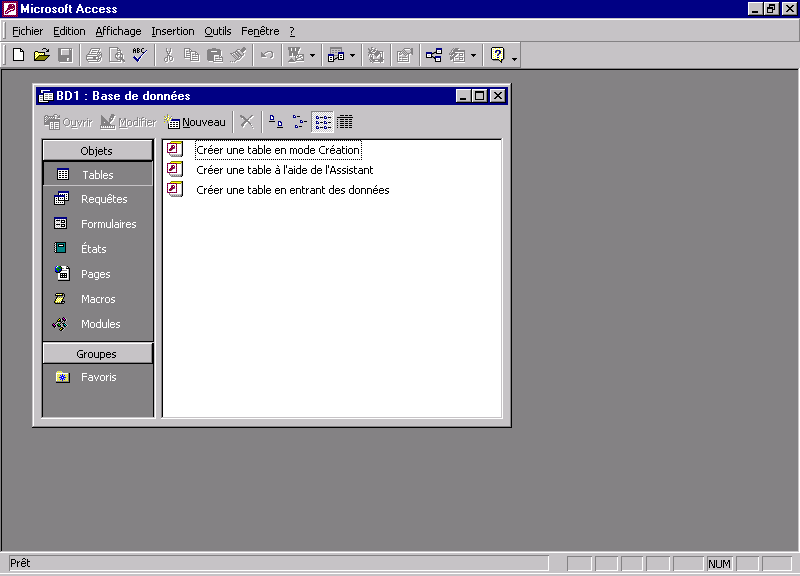 Microsoft Access
Fichier Edition Affichage Insertion Outils Fenêtre ?
ABC
BD1 : Base de données
Ouvrir Modifier Nouveau
Objets
Tables
Requêtes
Formulaires
États
Pages
Macros
Modules
Groupes
Favoris
Créer une table en mode Création
Créer une table à l'aide de l'Assistant
Créer une table en entrant des données
Prêt
NUM